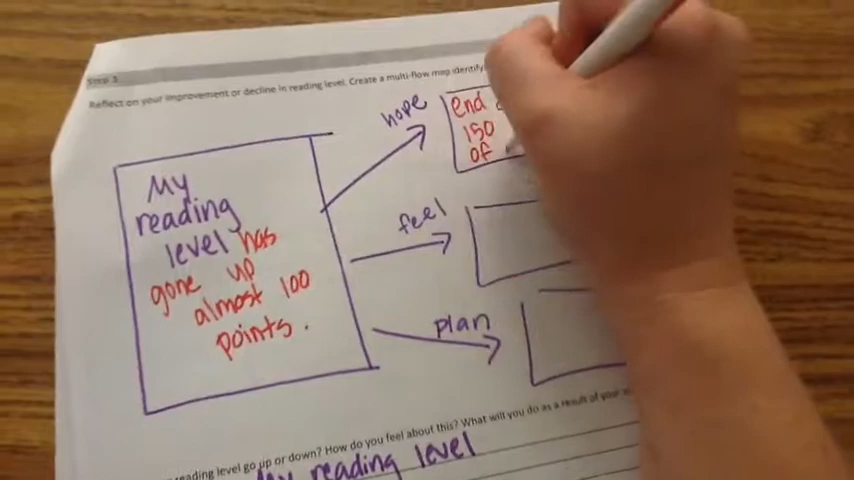 Step 3
Reflect on your improvement or decline in reading level. Create a multi-flow map identify
hope
end
150
of
My
reading
level has
gone up
almost 100
points.
feel
plan
reading level go up or down? How do you feel about this? What will you do as a result of your
My reading level